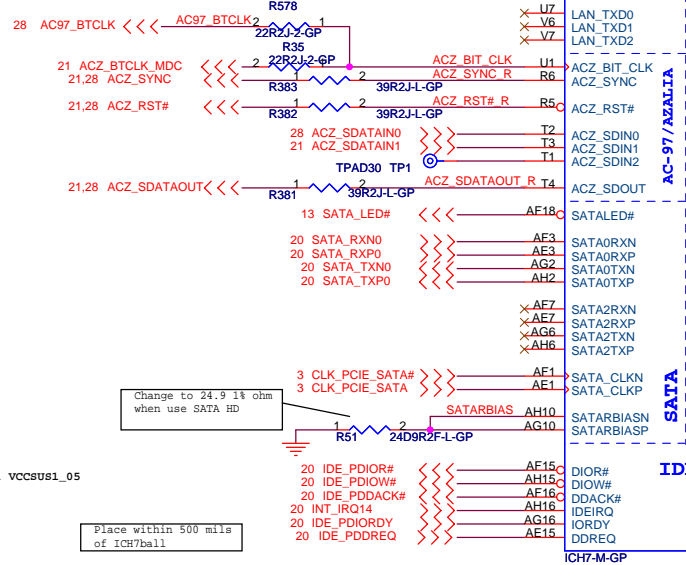 R578
28 AC97_BTCLK AC97_BTCLK 2 1
22R2J-2-GP
R35
21 ACZ_BTCLK_MDC 2 22R2J-2-GP 1 ACZ_BIT_CLK U1 ACZ_BIT_CLK
21,28 ACZ_SYNC 1 2 ACZ_SYNC_R R6 ACZ_SYNC
R383 39R2J-L-GP
21,28 ACZ_RST# 1 2 ACZ_RST#_R R5 ACZ_RST#
R382 39R2J-L-GP
28 ACZ_SDATAIN0 T2 ACZ_SDIN0
21 ACZ_SDATAIN1 T3 ACZ_SDIN1
T1 ACZ_SDIN2
TPAD30 TP1
21,28 ACZ_SDATAOUT 1 2 ACZ_SDATAOUT_R T4 ACZ_SDOUT
R381 39R2J-L-GP
U7 LAN_TXD0
V6 LAN_TXD1
V7 LAN_TXD2
AC-97/AZALIA
13 SATA_LED# AF18 SATALED#
20 SATA_RXN0 AF3 SATA0RXN
20 SATA_RXP0 AE3 SATA0RXP
20 SATA_TXN0 AG2 SATA0TXN
20 SATA_TXP0 AH2 SATA0TXP
AF7 SATA2RXN
AE7 SATA2RXP
AG6 SATA2TXN
AH6 SATA2TXP
3 CLK_PCIE_SATA# AF1 SATA_CLKN
3 CLK_PCIE_SATA AE1 SATA_CLKP
SATA
Change to 24.9 1% ohm
when use SATA HD
SATARBIAS AH10 SATARBIASN
1 2 AG10 SATARBIASP
R51 24D9R2F-L-GP
VCCSUS1_05
20 IDE_PDIOR# AF15 DIOR#
20 IDE_PDIOW# AH15 DIOW#
20 IDE_PDDACK# AF16 DDACK#
20 INT_IRQ14 AH16 IDEIRQ
20 IDE_PDIORDY AG16 IORDY
20 IDE_PDDREQ AE15 DDREQ
Place within 500 mils
of ICH7ball
ICH7-M-GP